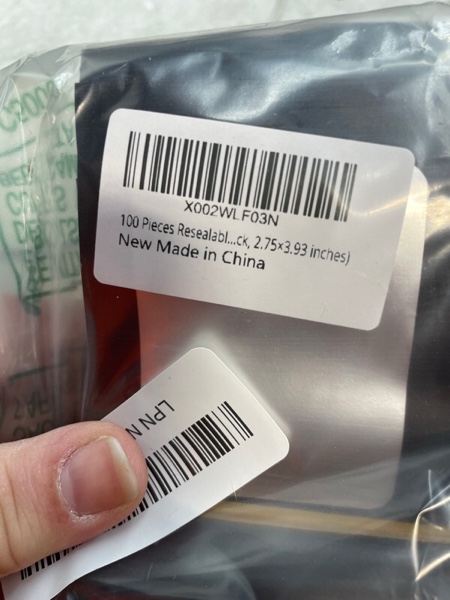 X002WLF03N
100 Pieces Resealabl...ck, 2.75×3.93 inches)
New Made in China
LPN N